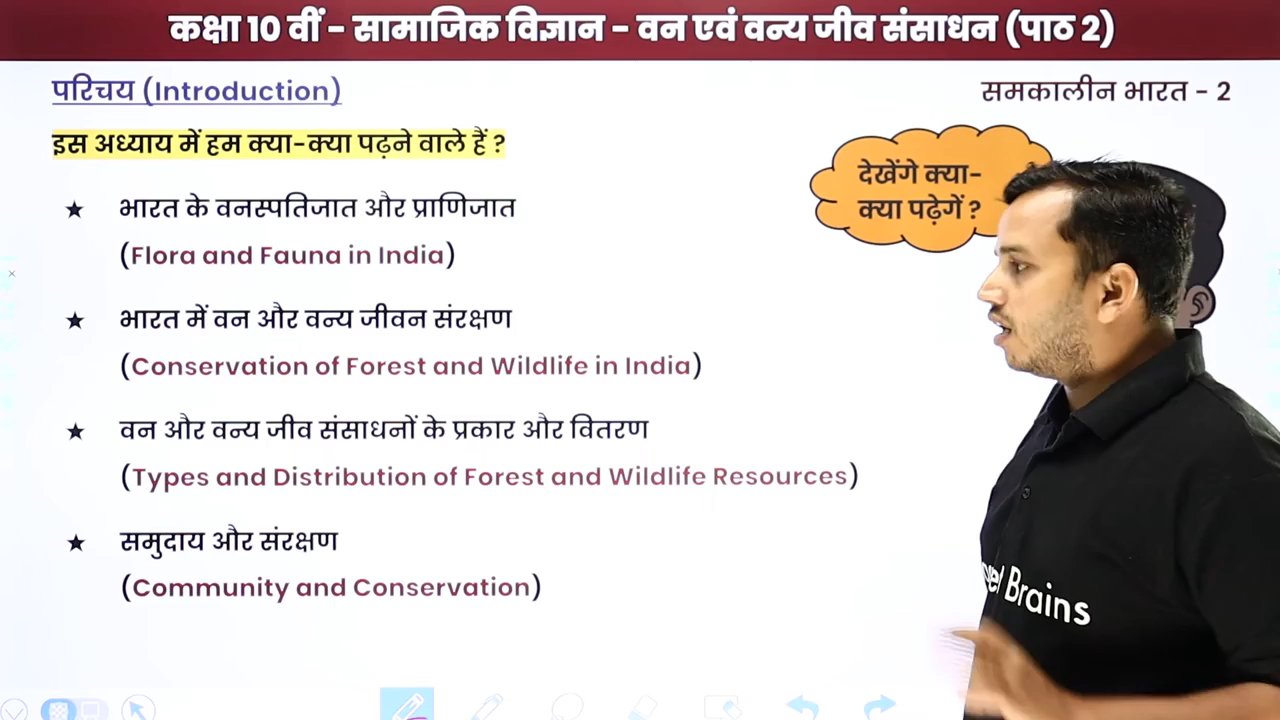 कक्षा 10 वीं - सामाजिक विज्ञान - वन एवं वन्य जीव संसाधन (पाठ 2)
परिचय (Introduction)
समकालीन भारत - 2
इस अध्याय में हम क्या-क्या पढ़ने वाले हैं ?
देखेंगे क्या-
क्या पढ़ेगें ?
★ भारत के वनस्पतिजात और प्राणिजात
(Flora and Fauna in India)
★ भारत में वन और वन्य जीवन संरक्षण
(Conservation of Forest and Wildlife in India)
★ वन और वन्य जीव संसाधनों के प्रकार और वितरण
(Types and Distribution of Forest and Wildlife Resources)
★ समुदाय और संरक्षण
(Community and Conservation)
Brains